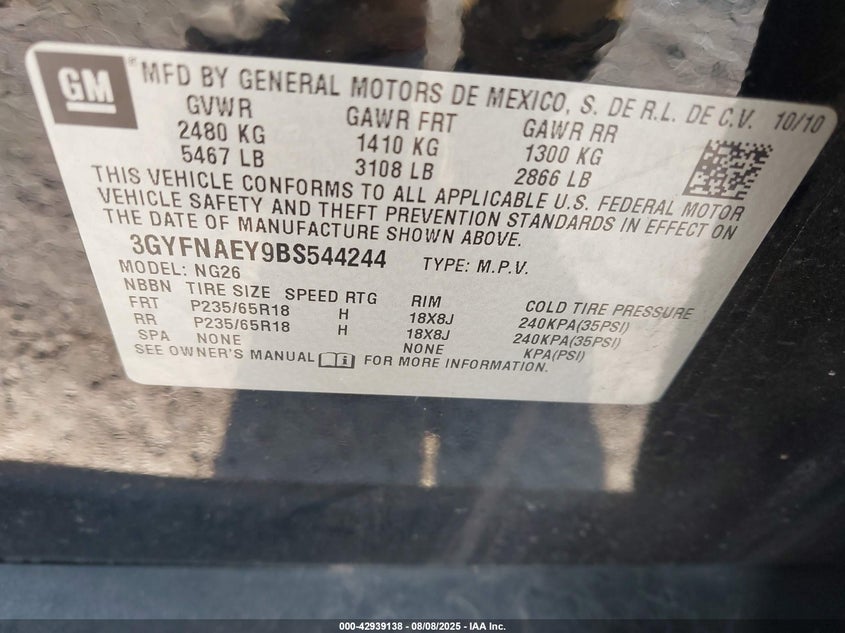 GM
® MFD BY GENERAL MOTORS DE MEXICO, S. DE R.L. DE C.V. 10/10
GVWR GAWR FRT GAWR RR
2480 KG 1410 KG 1300 KG
5467 LB 3108 LB 2866 LB
THIS VEHICLE CONFORMS TO ALL APPLICABLE U.S. FEDERAL MOTOR
VEHICLE SAFETY AND THEFT PREVENTION STANDARDS IN EFFECT ON
THE DATE OF MANUFACTURE SHOWN ABOVE.
3GYFNAEY9BS544244 TYPE: M.P.V.
MODEL: NG26
NBBN TIRE SIZE SPEED RTG RIM COLD TIRE PRESSURE
FRT P235/65R18 H 18X8J 240KPA(35PSI)
RR P235/65R18 H 18X8J 240KPA(35PSI)
SPA NONE NONE KPA(PSI)
SEE OWNER'S MANUAL FOR MORE INFORMATION.
000-42939138 - 08/08/2025 - IAA Inc.